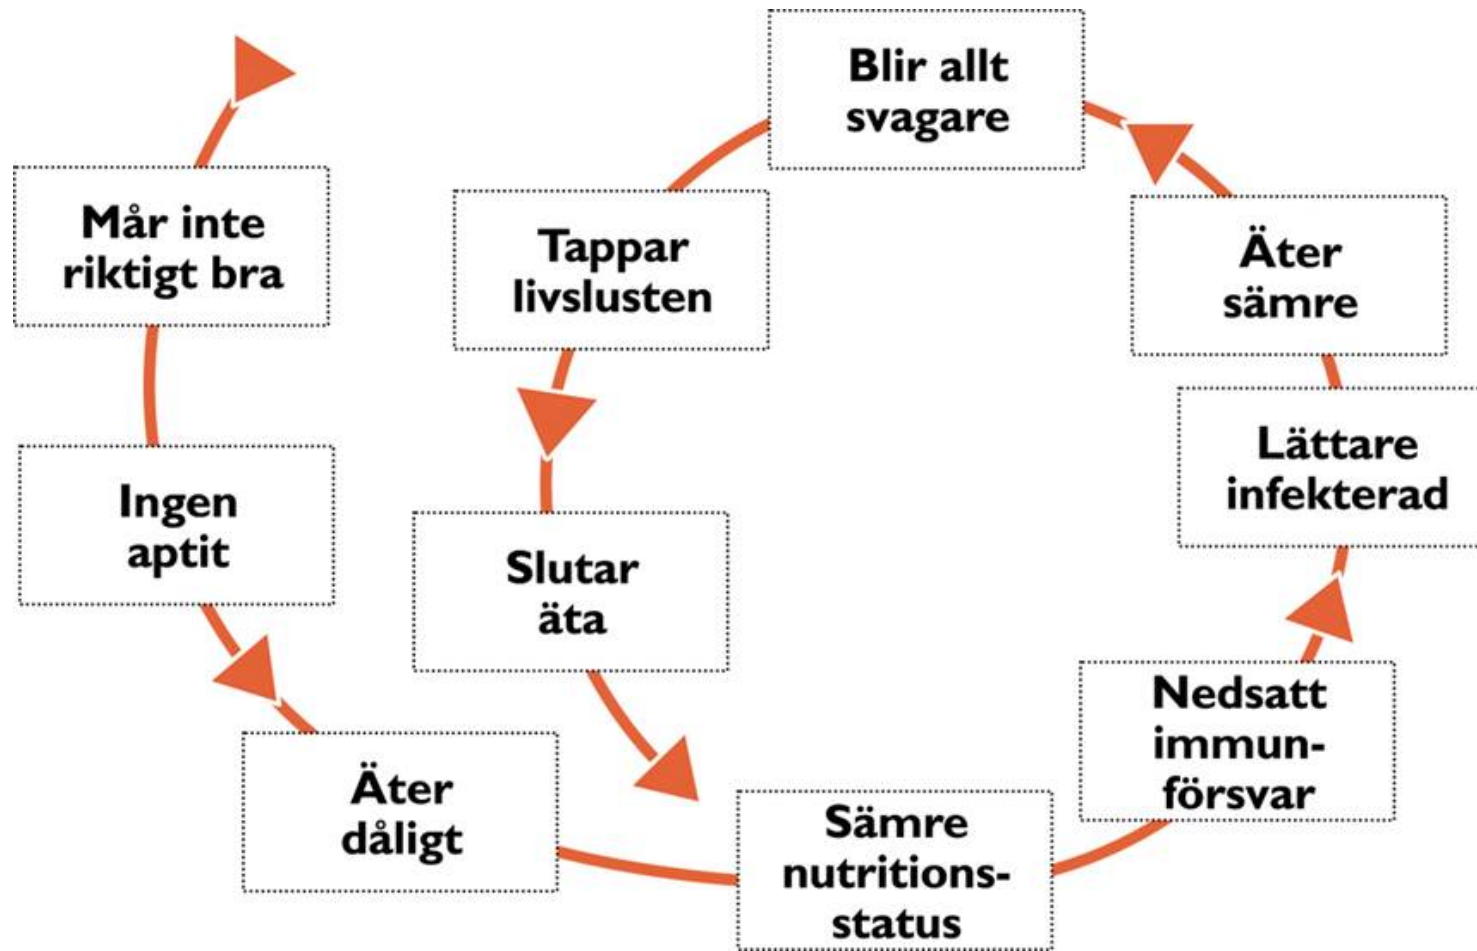 Mår inte
riktigt bra
Ingen
aptit
Äter
dåligt
Sämre
nutritions-
status
Nedsatt
immun-
försvar
Lättare
infekterad
Äter
sämre
Blir allt
svagare
Tappar
livslusten
Slutar
äta